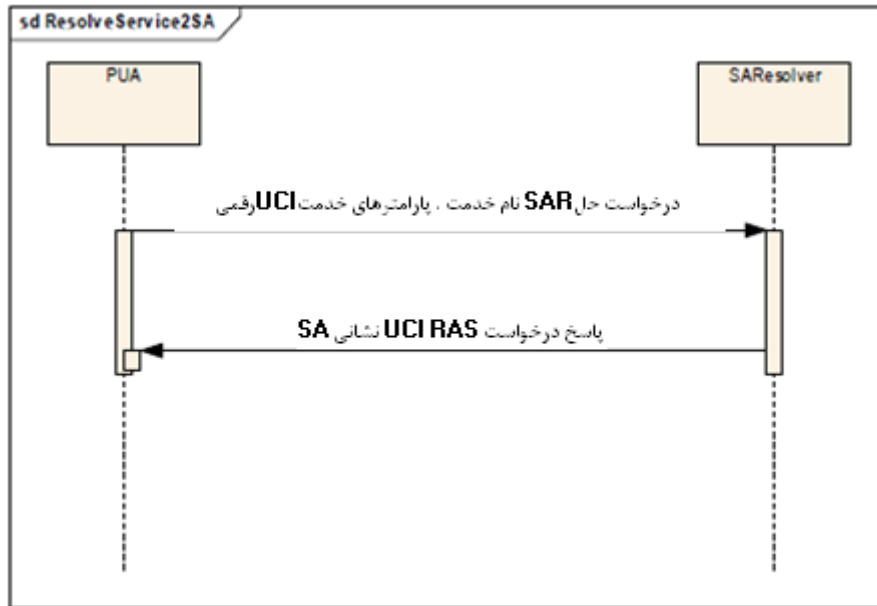 sd ResolveService2SA
PUA
SAResolver
درخواست حل SAR نام خدمت ، پارامترهای خدمت UCI رقمی
پاسخ درخواست UCI RAS نشانی SA